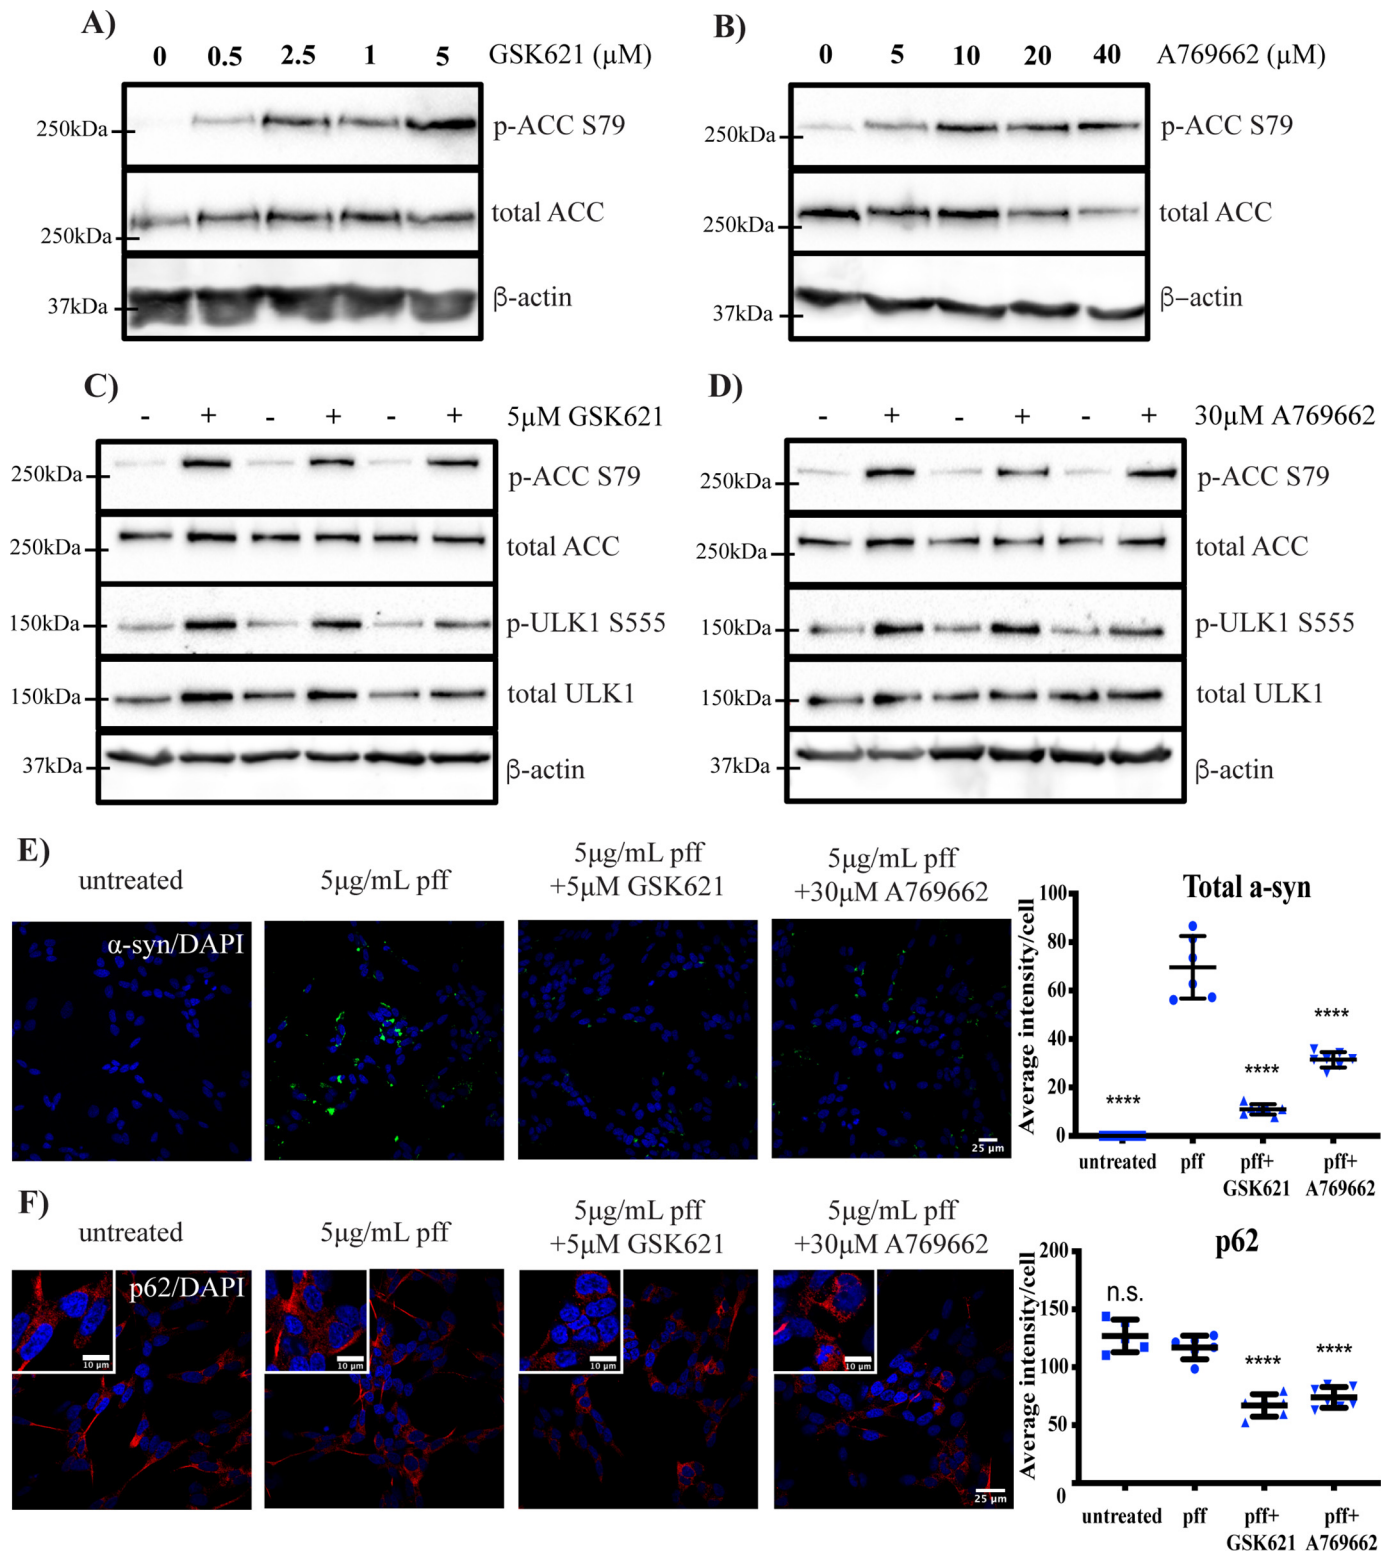 A)
0 0.5 2.5 1 5 GSK621 (µM)
250kDa p-ACC S79
250kDa total ACC
37kDa β-actin
B)
0 5 10 20 40 A769662 (µM)
250kDa p-ACC S79
250kDa total ACC
37kDa β–actin
C)
- + - + - + 5µM GSK621
250kDa p-ACC S79
250kDa total ACC
150kDa p-ULK1 S555
150kDa total ULK1
37kDa β-actin
D)
- + - + - + 30µM A769662
250kDa p-ACC S79
250kDa total ACC
150kDa p-ULK1 S555
150kDa total ULK1
37kDa β-actin
E)
untreated
5µg/mL pff
5µg/mL pff
+5µM GSK621
5µg/mL pff
+30µM A769662
α-syn/DAPI
25 µm
Total a-syn
Average intensity/cell
100
80
60
40
20
0
****
****
****
untreated
pff
pff+
GSK621
pff+
A769662
F)
untreated
5µg/mL pff
5µg/mL pff
+5µM GSK621
5µg/mL pff
+30µM A769662
p62/DAPI
10 µm
10 µm
10 µm
10 µm
25 µm
p62
Average intensity/cell
200
150
100
50
0
n.s.
****
****
untreated
pff
pff+
GSK621
pff+
A769662